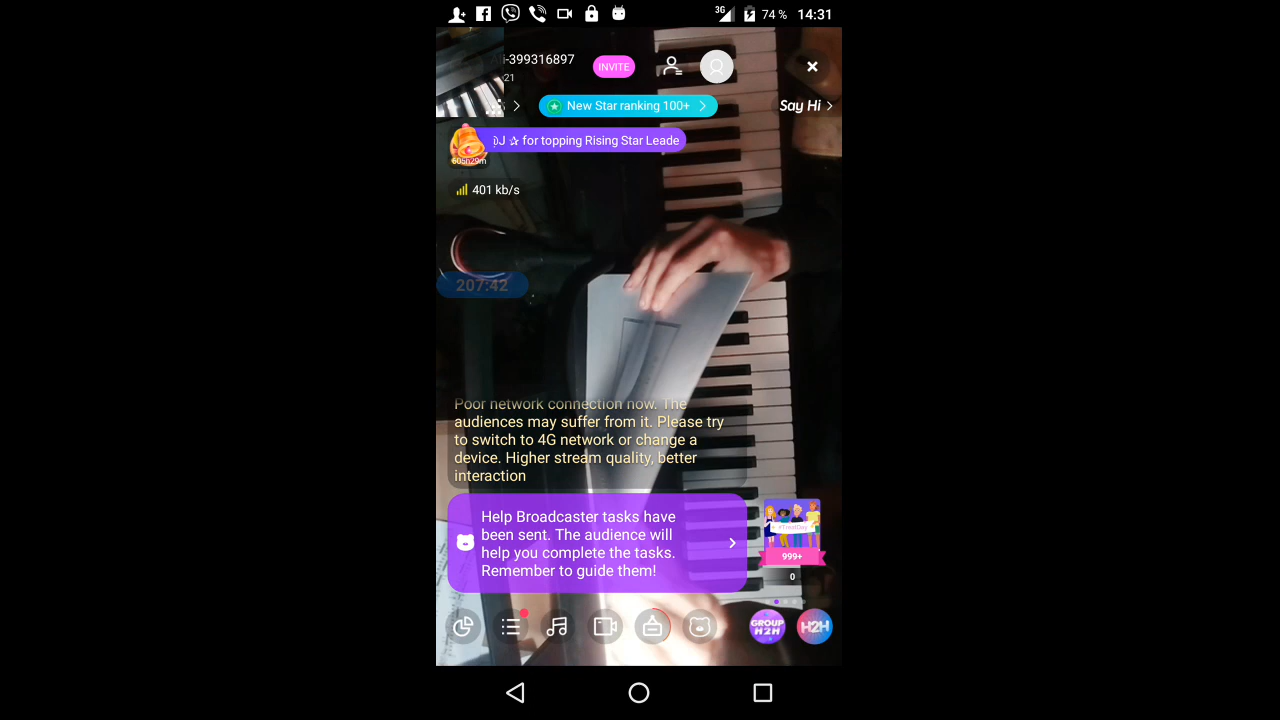 3G
74 %
14:31
i-399316897
21
INVITE
New Star ranking 100+
Say Hi
J ☆ for topping Rising Star Leade
605h29m
401 kb/s
207:42
Poor network connection now. The
audiences may suffer from it. Please try
to switch to 4G network or change a
device. Higher stream quality, better
interaction
Help Broadcaster tasks have
been sent. The audience will
help you complete the tasks.
Remember to guide them!
999+
0
GROUP
H2H
H2H